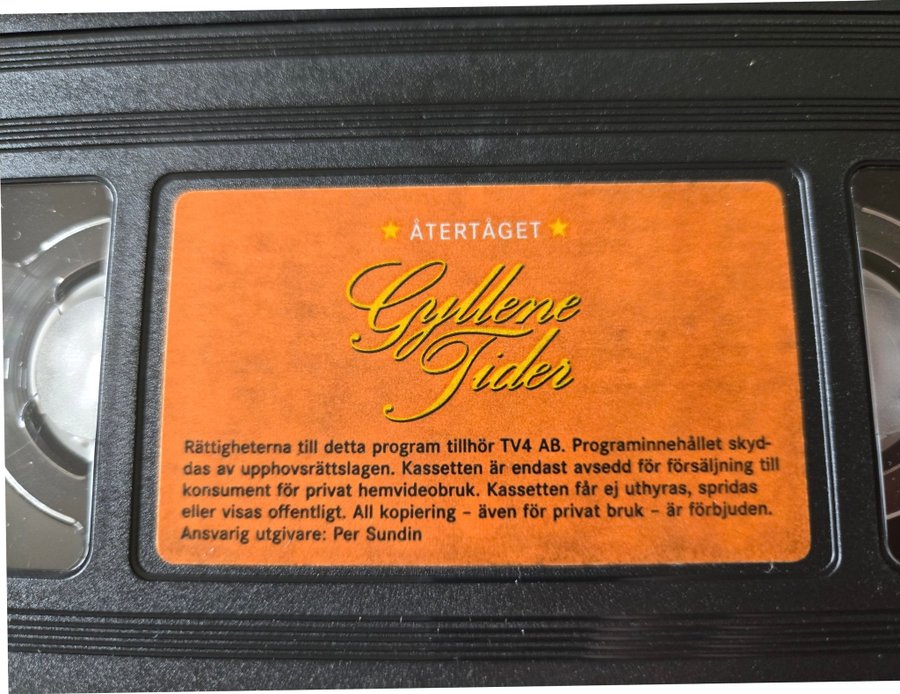 ÅTERTÅGET
Gyllene
Tider
Rättigheterna till detta program tillhör TV4 AB. Programinnehållet skyd-
das av upphovsrättslagen. Kassetten är endast avsedd för försäljning till
konsument för privat hemvideobruk. Kassetten får ej uthyras, spridas
eller visas offentligt. All kopiering – även för privat bruk – är förbjuden.
Ansvarig utgivare: Per Sundin